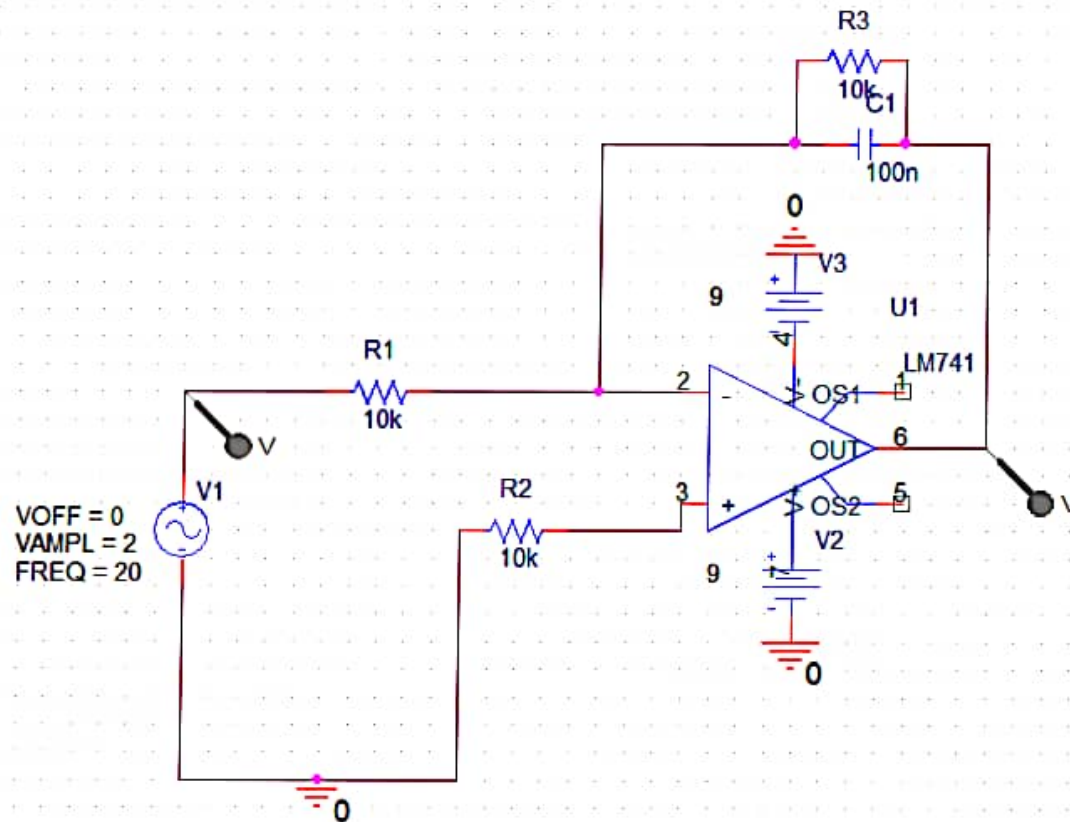 R3
10k
C1
100n
0
V3
9
4
U1
LM741
R1
10k
2
-
V-
OS1
1
OUT
6
V
V1
VOFF = 0
VAMPL = 2
FREQ = 20
R2
10k
3
+
V+
OS2
5
V
V2
9
7
0
0